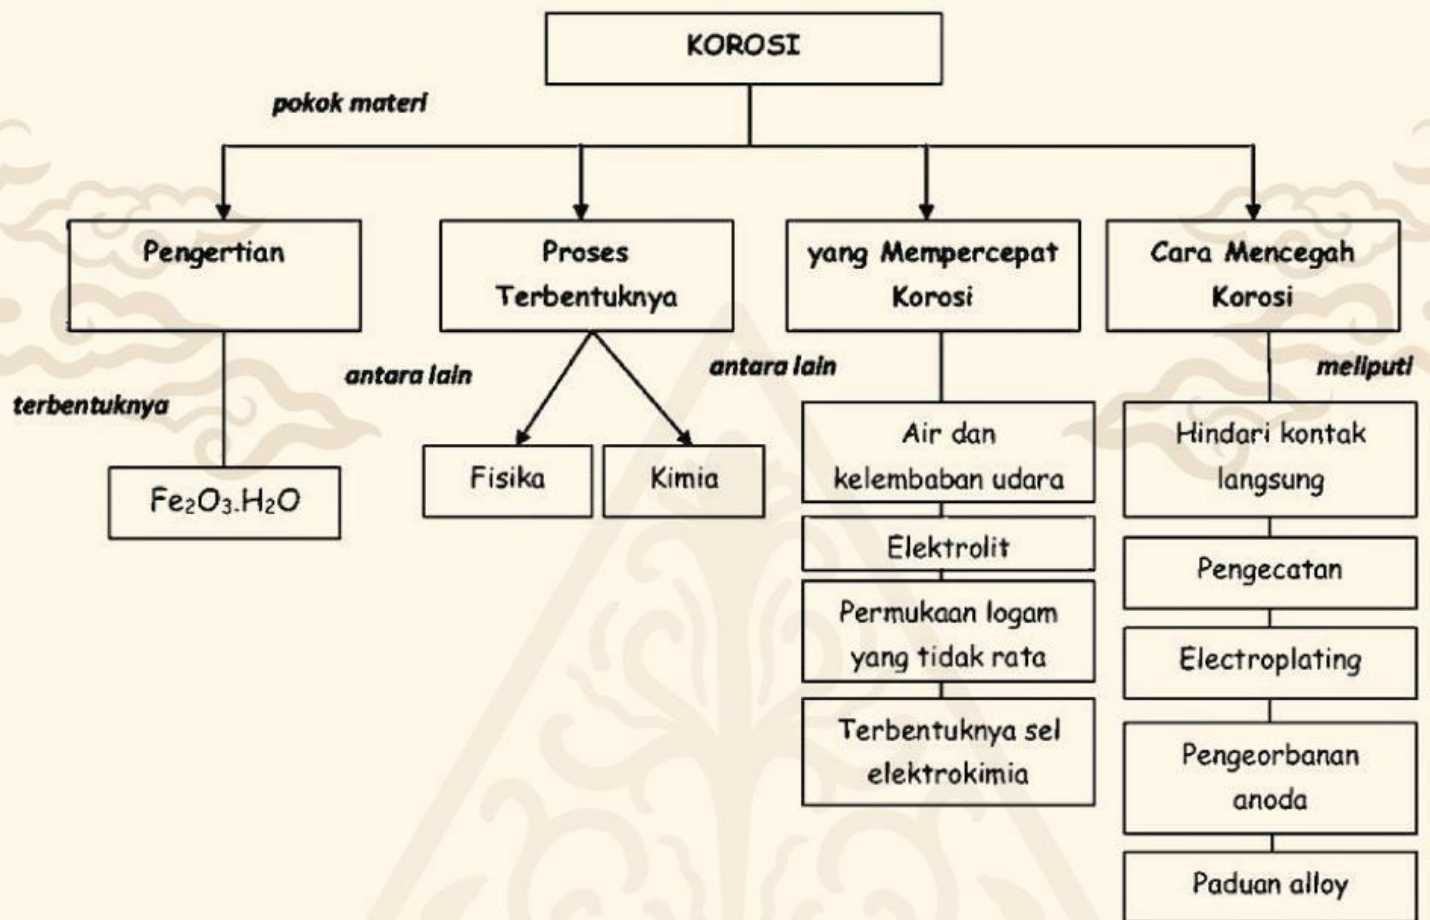 KOROSI
pokok materi
Pengertian
Proses
Terbentuknya
yang Mempercepat
Korosi
Cara Mencegah
Korosi
terbentuknya
antara lain
antara lain
meliputi
Fe₂O₃.H₂O
Fisika
Kimia
Air dan
kelembaban udara
Elektrolit
Permukaan logam
yang tidak rata
Terbentuknya sel
elektrokimia
Hindari kontak
langsung
Pengecatan
Electroplating
Pengeorbanan
anoda
Paduan alloy